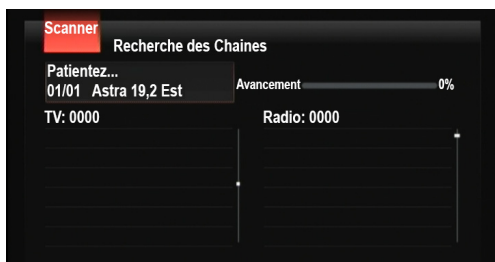 Scanner
Recherche des Chaines
Patientez...
01/01 Astra 19,2 Est
Avancement 0%
TV: 0000
Radio: 0000